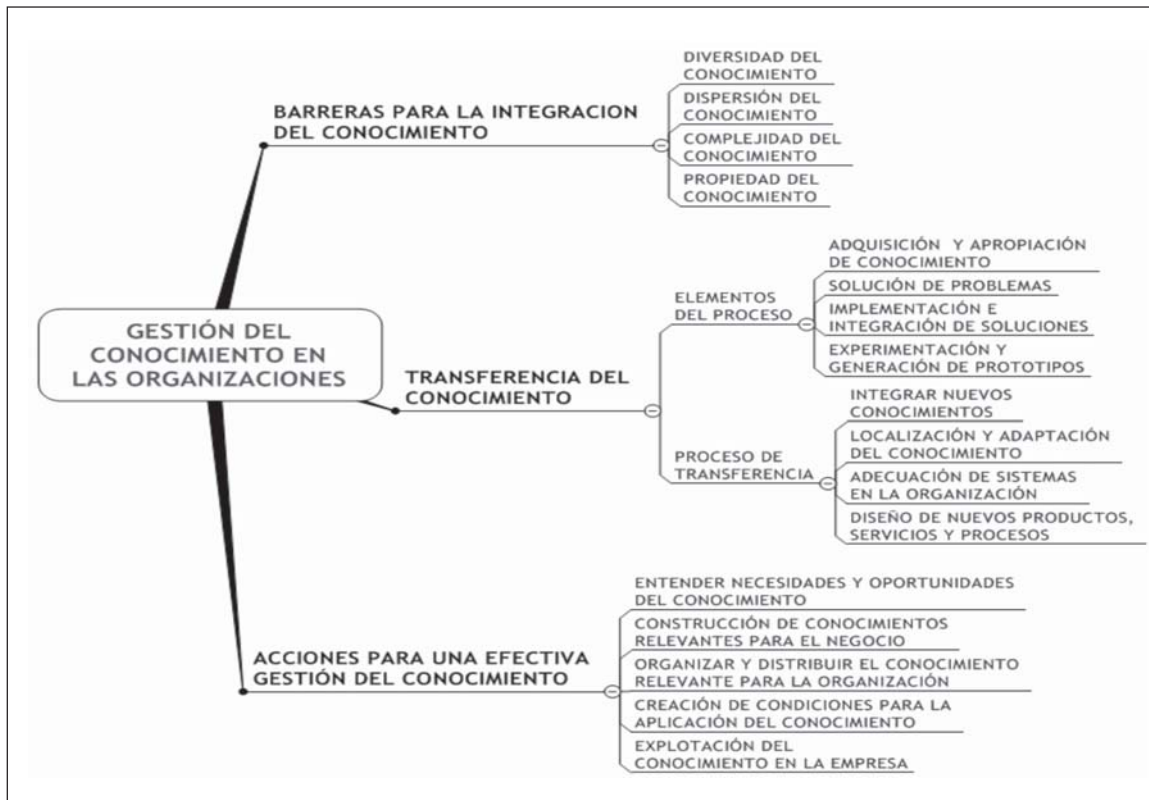 DIVERSIDAD DEL
CONOCIMIENTO
BARRERAS PARA LA INTEGRACION
DEL CONOCIMIENTO
DISPERSIÓN DEL
CONOCIMIENTO
COMPLEJIDAD DEL
CONOCIMIENTO
PROPIEDAD DEL
CONOCIMIENTO
GESTIÓN DEL
CONOCIMIENTO EN
LAS ORGANIZACIONES
TRANSFERENCIA DEL
CONOCIMIENTO
ELEMENTOS
DEL PROCESO
ADQUISICIÓN Y APROPIACIÓN
DE CONOCIMIENTO
SOLUCIÓN DE PROBLEMAS
IMPLEMENTACIÓN E
INTEGRACIÓN DE SOLUCIONES
EXPERIMENTACIÓN Y
GENERACIÓN DE PROTOTIPOS
PROCESO DE
TRANSFERENCIA
INTEGRAR NUEVOS
CONOCIMIENTOS
LOCALIZACIÓN Y ADAPTACIÓN
DEL CONOCIMIENTO
ADECUACIÓN DE SISTEMAS
EN LA ORGANIZACIÓN
DISEÑO DE NUEVOS PRODUCTOS,
SERVICIOS Y PROCESOS
ACCIONES PARA UNA EFECTIVA
GESTIÓN DEL CONOCIMIENTO
ENTENDER NECESIDADES Y OPORTUNIDADES
DEL CONOCIMIENTO
CONSTRUCCIÓN DE CONOCIMIENTOS
RELEVANTES PARA EL NEGOCIO
ORGANIZAR Y DISTRIBUIR EL CONOCIMIENTO
RELEVANTE PARA LA ORGANIZACIÓN
CREACIÓN DE CONDICIONES PARA LA
APLICACIÓN DEL CONOCIMIENTO
EXPLOTACIÓN DEL
CONOCIMIENTO EN LA EMPRESA